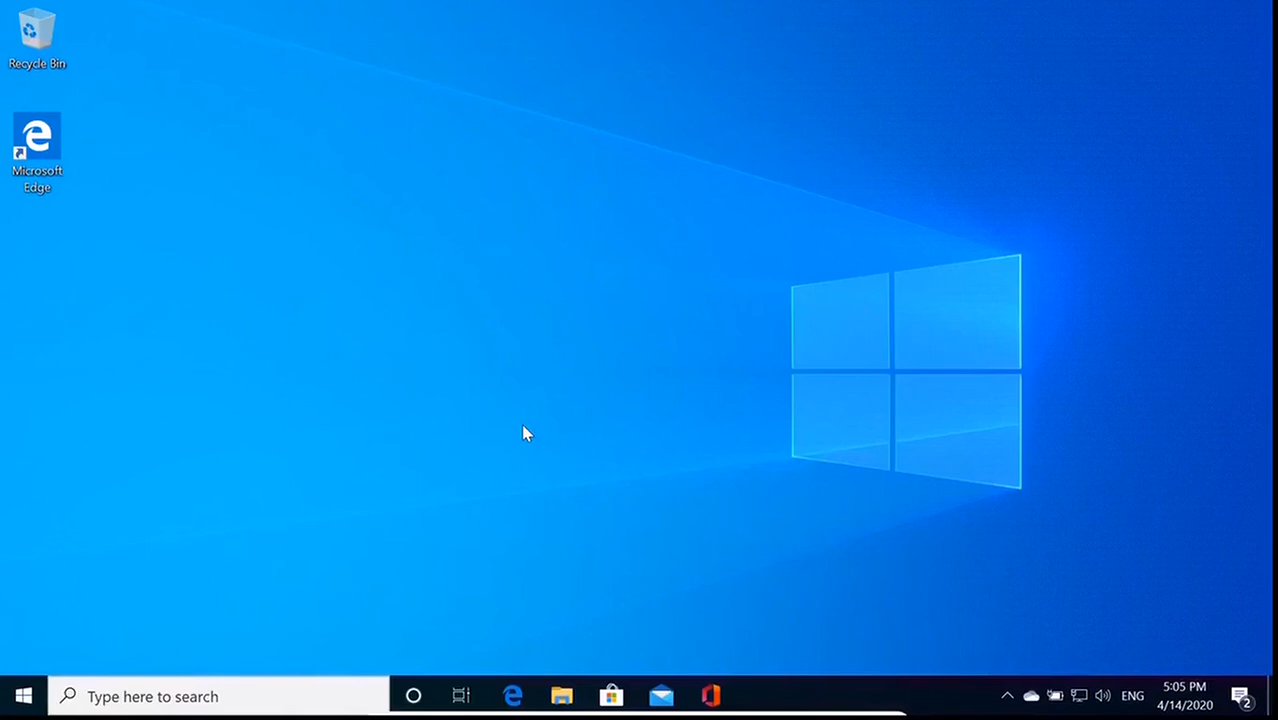 Recycle Bin
Microsoft
Edge
Type here to search
ENG
5:05 PM
4/14/2020
2